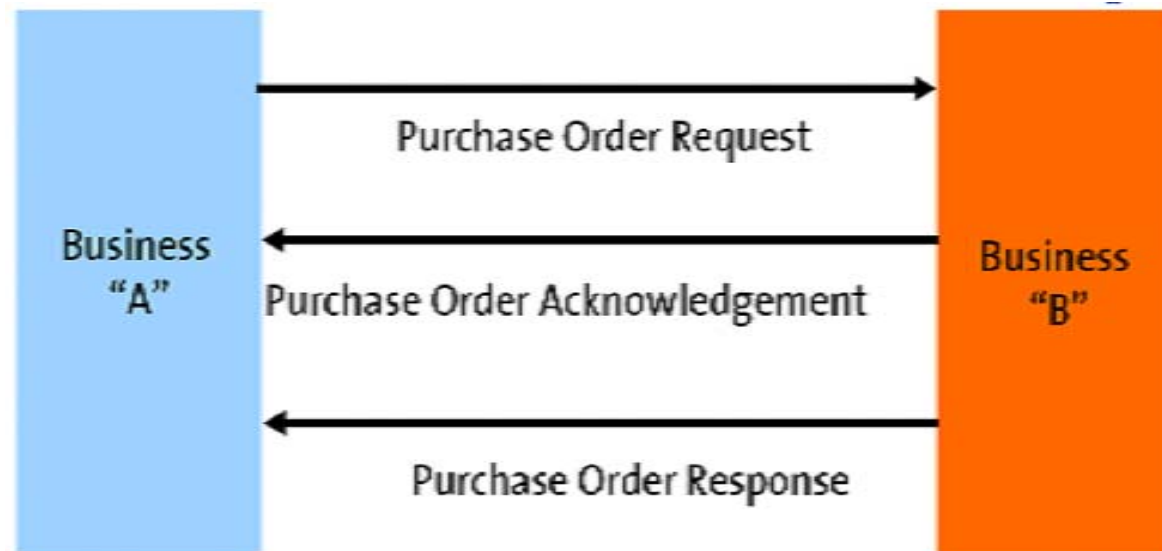 Purchase Order Request
Business
“A”
Purchase Order Acknowledgement
Business
“B”
Purchase Order Response